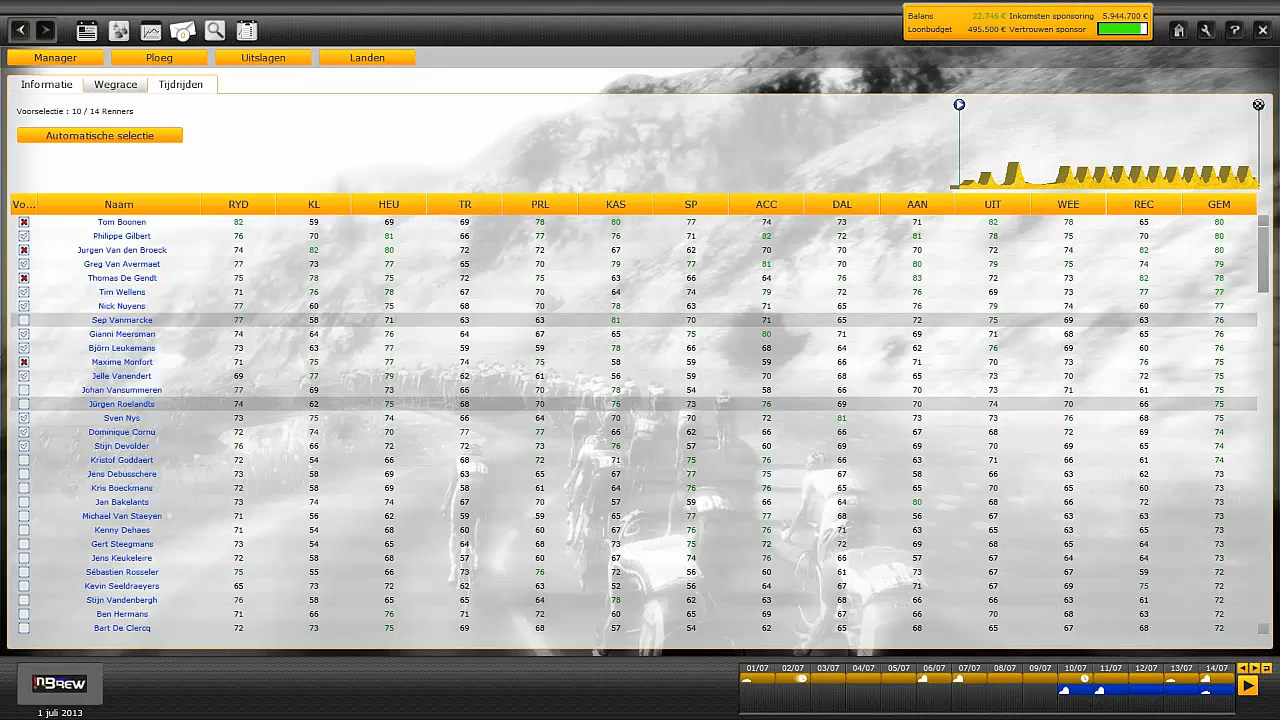 Balans 22.746 € Inkomsten sponsoring 5.944.700 €
Loonbudget 495.500 € Vertrouwen sponsor
Manager Ploeg Uitslagen Landen
Informatie Wegrace Tijdrijden
Voorselectie : 10 / 14 Renners
Automatische selectie
Vo... Naam RYD KL HEU TR PRL KAS SP ACC DAL AAN UIT WEE REC GEM
Tom Boonen 82 59 69 69 78 80 77 74 73 71 82 78 65 80
Philippe Gilbert 76 70 81 66 77 76 71 82 72 81 78 75 70 80
Jurgen Van den Broeck 74 82 80 72 72 67 62 70 70 70 72 74 82 80
Greg Van Avermaet 77 73 77 65 70 79 77 81 70 80 79 75 74 79
Thomas De Gendt 75 78 75 72 75 63 66 64 76 83 72 73 82 78
Tim Wellens 71 76 78 67 70 64 74 79 72 76 69 73 77 77
Nick Nuyens 77 60 75 68 70 78 63 71 65 76 79 74 60 77
Sep Vanmarcke 77 58 71 63 63 81 70 71 65 72 75 69 63 76
Gianni Meersman 74 64 76 64 67 65 75 80 71 69 71 68 65 76
Björn Leukemans 73 63 77 59 59 78 66 68 64 62 76 69 68 76
Maxime Monfort 71 75 77 74 75 58 59 59 66 71 70 73 76 75
Jelle Vanendert 69 77 79 62 61 56 59 70 68 65 73 70 72 75
Johan Vansummeren 77 69 73 66 70 78 54 58 66 70 73 71 61 75
Jürgen Roelandts 74 62 75 68 70 76 73 76 69 70 74 70 66 75
Sven Nys 73 75 74 66 64 70 70 72 81 73 73 76 68 75
Dominique Cornu 72 74 70 77 77 66 62 66 69 67 68 72 69 74
Stijn Devolder 76 66 72 72 73 76 57 60 69 66 70 69 65 74
Kristof Goddaert 72 54 66 68 72 71 75 76 66 71 68 66 61 74
Jens Debusschere 73 58 69 63 65 67 77 75 68 58 66 63 62 73
Kris Boeckmans 72 58 69 58 61 64 76 76 58 67 65 66 60 73
Jan Bakelants 73 74 74 67 70 57 59 66 64 80 68 66 72 73
Michael Van Staeyen 71 56 62 59 59 65 77 77 68 56 67 63 65 73
Kenny Dehaes 71 54 68 60 60 67 76 76 71 63 65 63 68 73
Gert Steegmans 73 54 65 64 68 73 75 72 72 69 68 65 64 73
Jens Keukeleire 72 58 68 58 60 67 74 76 66 57 67 64 64 73
Sébastien Rosseler 75 55 66 73 76 72 56 60 61 73 67 67 59 72
Kevin Seeldraeyers 65 73 72 62 63 52 56 64 67 66 67 69 75 72
Stijn Vandenbergh 76 58 65 65 64 78 62 63 68 66 66 63 61 72
Ben Hermans 71 66 76 71 72 60 65 69 65 66 70 68 63 72
Bart De Clercq 72 73 75 69 68 57 54 62 65 68 65 67 68 72
INBREW
1 juli 2013
01/07 02/07 03/07 04/07 05/07 06/07 07/07 08/07 09/07 10/07 11/07 12/07 13/07 14/07